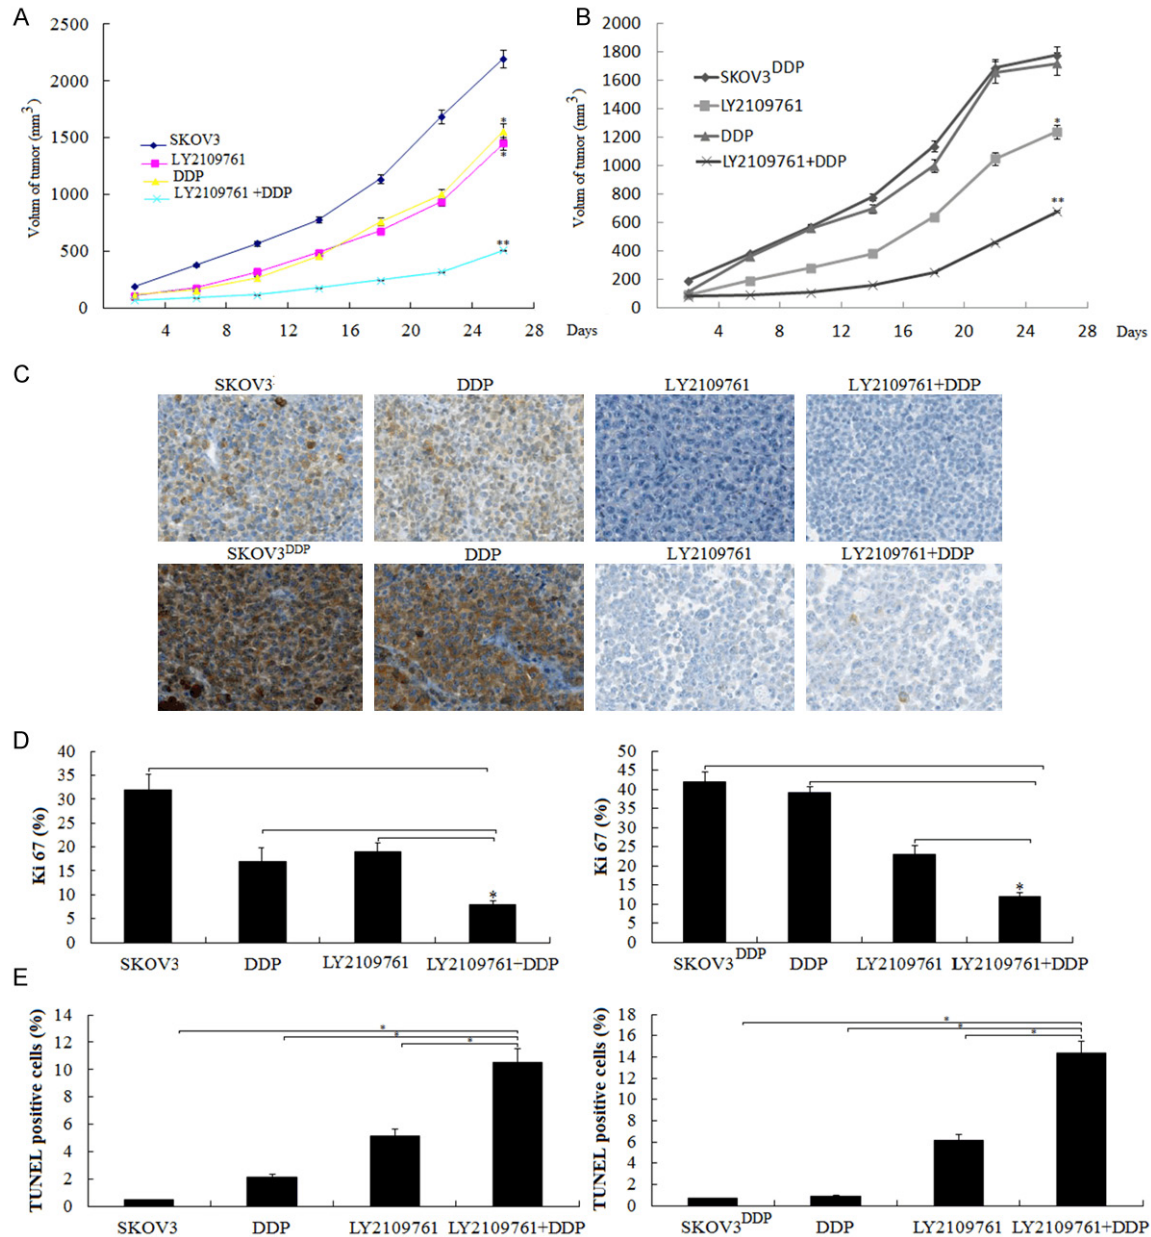 A
2500
2000
1500
1000
500
0
Volum of tumor (mm3)
SKOV3
LY2109761
DDP
LY2109761 +DDP
*
*
*
**
4 8 12 16 20 24 28 Days
B
2000
1800
1600
1400
1200
1000
800
600
400
200
0
Volum of tumor (mm3)
SKOV3DDP
LY2109761
DDP
LY2109761+DDP
*
**
4 8 12 16 20 24 28 Days
C
SKOV3 DDP LY2109761 LY2109761+DDP
SKOV3DDP DDP LY2109761 LY2109761+DDP
D
40
35
30
25
20
15
10
5
0
Ki 67 (%)
*
SKOV3 DDP LY2109761 LY2109761-DDP
50
45
40
35
30
25
20
15
10
5
0
Ki 67 (%)
*
SKOV3DDP DDP LY2109761 LY2109761+DDP
E
14
12
10
8
6
4
2
0
TUNEL positive cells (%)
*
*
*
SKOV3 DDP LY2109761 LY2109761+DDP
18
16
14
12
10
8
6
4
2
0
TUNEL positive cells (%)
*
*
*
SKOV3DDP DDP LY2109761 LY2109761+DDP